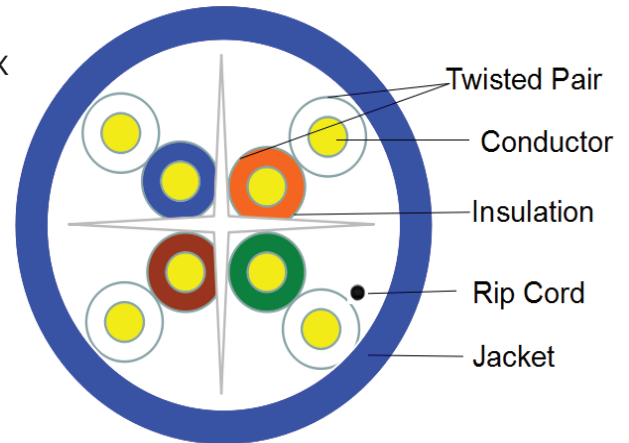 X
Twisted Pair
Conductor
Insulation
Rip Cord
Jacket